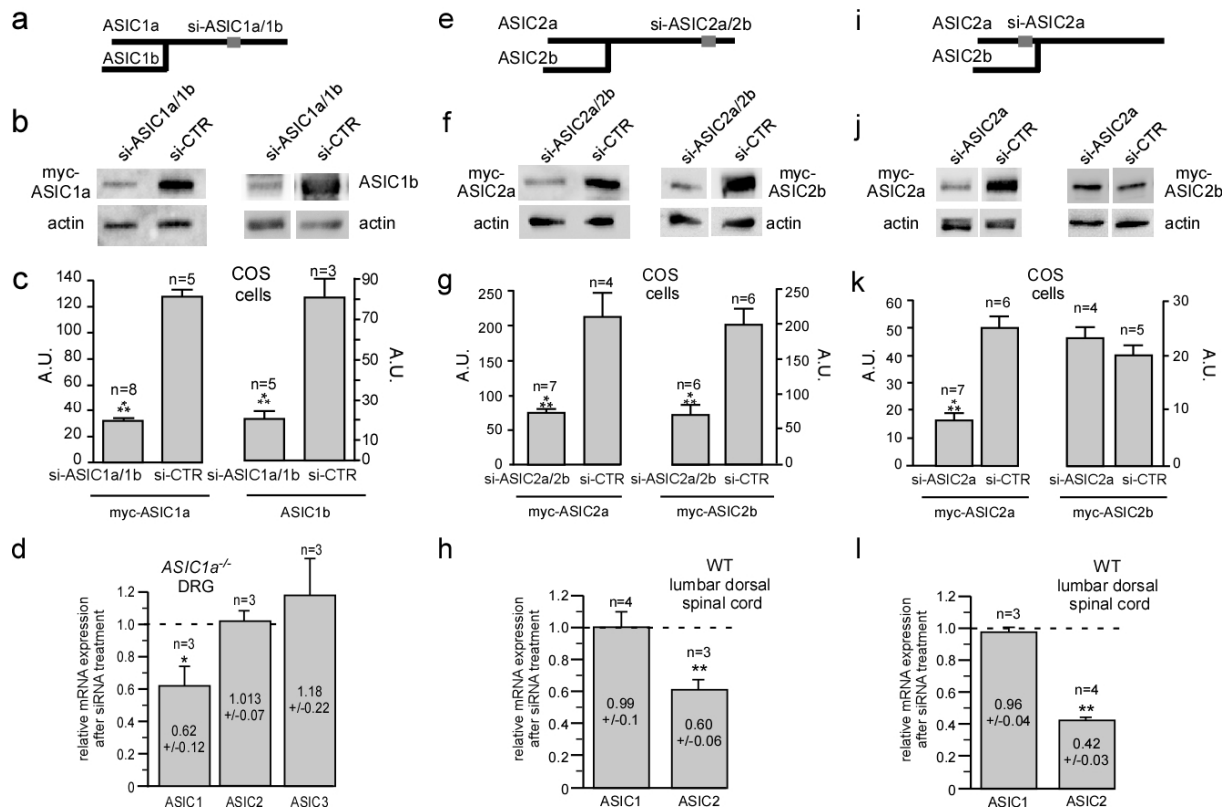 a
ASIC1a
si-ASIC1a/1b
ASIC1b
b
si-ASIC1a/1b
si-CTR
si-ASIC1a/1b
si-CTR
myc-
ASIC1a
ASIC1b
actin
actin
c
COS
cells
140
120
100
80
60
40
20
0
A.U.
n=8
***
n=5
n=5
***
n=3
90
80
70
60
50
40
30
20
10
0
A.U.
si-ASIC1a/1b
si-CTR
si-ASIC1a/1b
si-CTR
myc-ASIC1a
ASIC1b
d
ASIC1a-/-
DRG
relative mRNA expression
after siRNA treatment
1.2
1.0
0.8
0.6
0.4
0.2
0
n=3
*
n=3
n=3
0.62
+/-0.12
1.013
+/-0.07
1.18
+/-0.22
ASIC1
ASIC2
ASIC3
e
ASIC2a
si-ASIC2a/2b
ASIC2b
f
si-ASIC2a/2b
si-CTR
si-ASIC2a/2b
si-CTR
myc-
ASIC2a
myc-
ASIC2b
actin
actin
g
COS
cells
250
200
150
100
50
0
A.U.
n=7
***
n=4
n=6
***
n=6
250
200
150
100
50
0
A.U.
si-ASIC2a/2b
si-CTR
si-ASIC2a/2b
si-CTR
myc-ASIC2a
myc-ASIC2b
h
WT
lumbar dorsal
spinal cord
relative mRNA expression
after siRNA treatment
1.2
1.0
0.8
0.6
0.4
0.2
0
n=4
n=3
**
0.99
+/-0.1
0.60
+/-0.06
ASIC1
ASIC2
i
ASIC2a
si-ASIC2a
ASIC2b
j
si-ASIC2a
si-CTR
si-ASIC2a
si-CTR
myc-
ASIC2a
myc-
ASIC2b
actin
actin
k
COS
cells
60
50
40
30
20
10
0
A.U.
n=7
***
n=6
n=4
n=5
30
20
10
0
A.U.
si-ASIC2a
si-CTR
si-ASIC2a
si-CTR
myc-ASIC2a
myc-ASIC2b
l
WT
lumbar dorsal
spinal cord
relative mRNA expression
after siRNA treatment
1.2
1.0
0.8
0.6
0.4
0.2
0
n=3
n=4
**
0.96
+/-0.04
0.42
+/-0.03
ASIC1
ASIC2